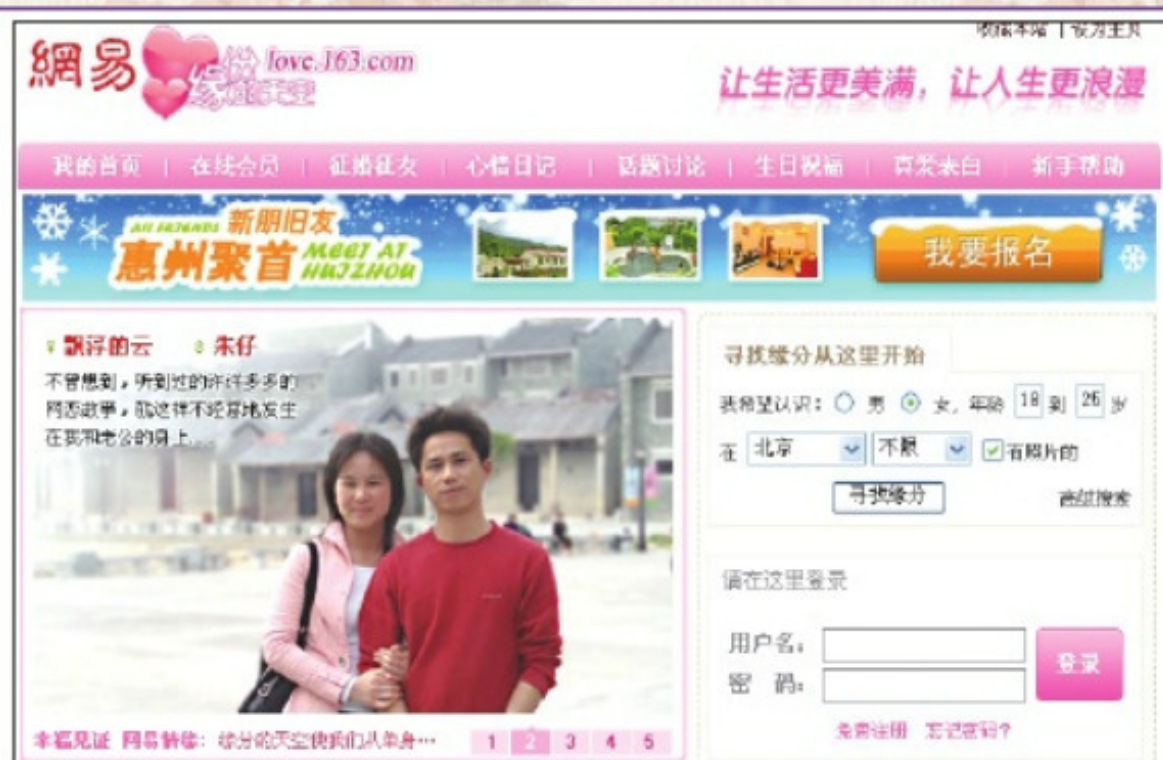 收藏本站 | 设为主页
網易 缘份的天空 love.163.com
让生活更美满，让人生更浪漫
我的首页 | 在线会员 | 征婚征友 | 心情日记 | 话题讨论 | 生日祝福 | 真爱表白 | 新手帮助
ALL FRIENDS 新朋旧友
惠州聚首 MEET AT HUIZHOU
我要报名
飘浮的云 朱仔
不曾想到，听到过的许许多多的
网恋故事，就这样不经意地发生
在我和老公的身上...
寻找缘分从这里开始
我希望认识： 男 女，年龄 18 到 26 岁
在 北京 不限 有照片的
寻找缘分 高级搜索
请在这里登录
用户名：
密 码：
登录
免费注册 忘记密码?
幸福见证 网易情缘：缘分的天空使我们从单身… 1 2 3 4 5